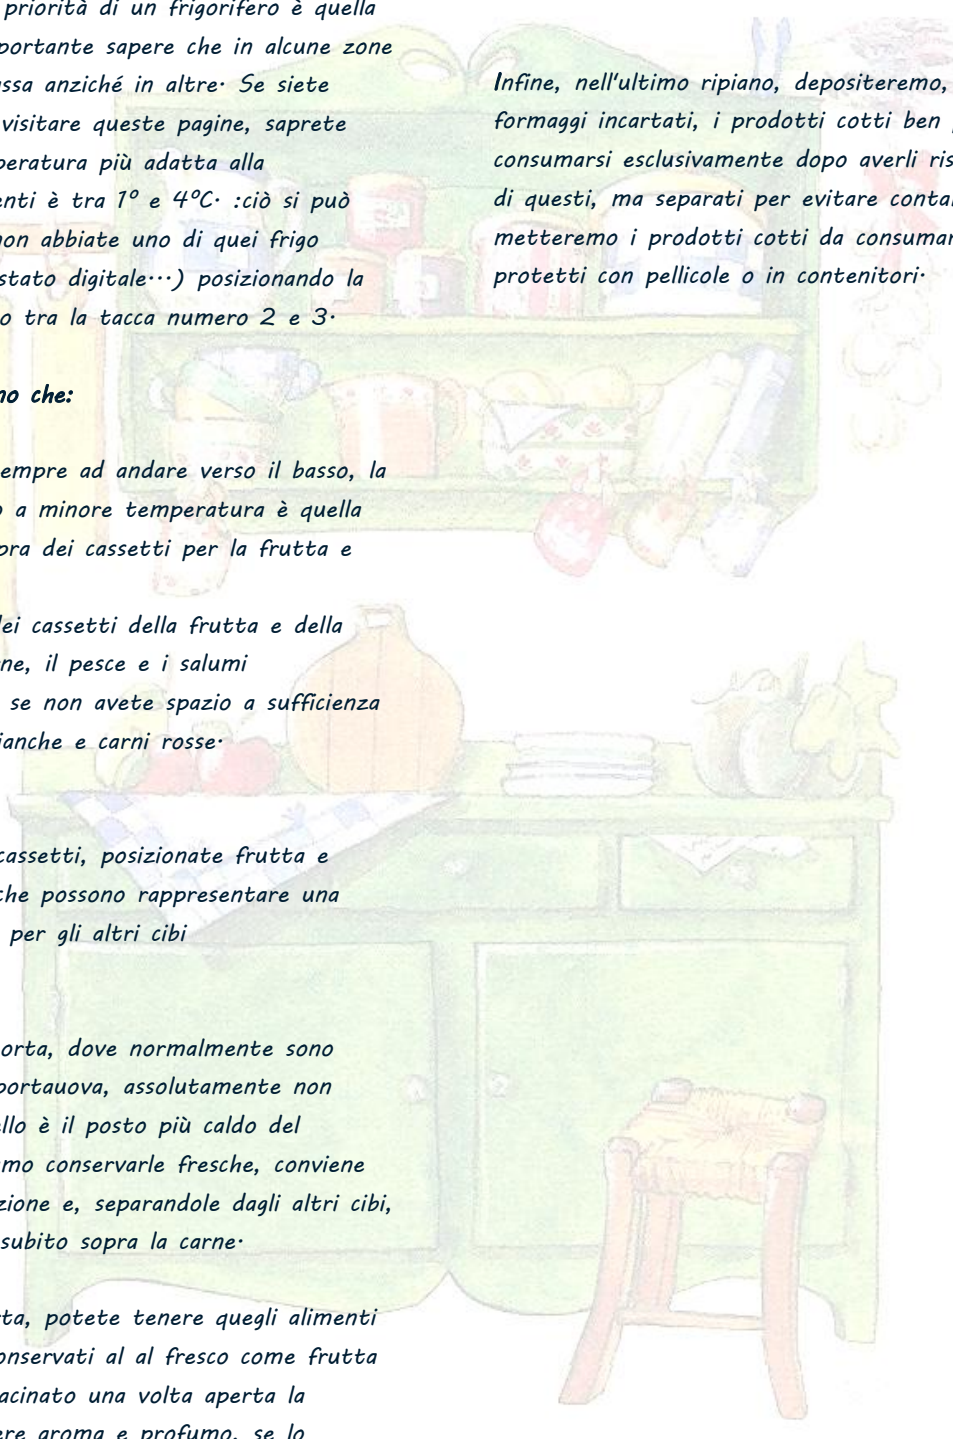 priorità di un frigorifero è quella
portante sapere che in alcune zone
ssa anziché in altre. Se siete
visitare queste pagine, saprete
peratura più adatta alla
enti è tra 1° e 4°C. :ciò si può
non abbiate uno di quei frigo
stato digitale...) posizionando la
o tra la tacca numero 2 e 3.
no che:
empre ad andare verso il basso, la
o a minore temperatura è quella
pra dei cassetti per la frutta e
dei cassetti della frutta e della
ne, il pesce e i salumi
se non avete spazio a sufficienza
ianche e carni rosse.
cassetti, posizionate frutta e
che possono rappresentare una
per gli altri cibi
orta, dove normalmente sono
portauova, assolutamente non
llo è il posto più caldo del
mo conservarle fresche, conviene
zione e, separandole dagli altri cibi,
subito sopra la carne.
ta, potete tenere quegli alimenti
onservati al al fresco come frutta
acinato una volta aperta la
ere aroma e profumo, se lo
Infine, nell'ultimo ripiano, depositeremo,
formaggi incartati, i prodotti cotti ben
consumarsi esclusivamente dopo averli ris
di questi, ma separati per evitare conta
metteremo i prodotti cotti da consumar
protetti con pellicole o in contenitori.